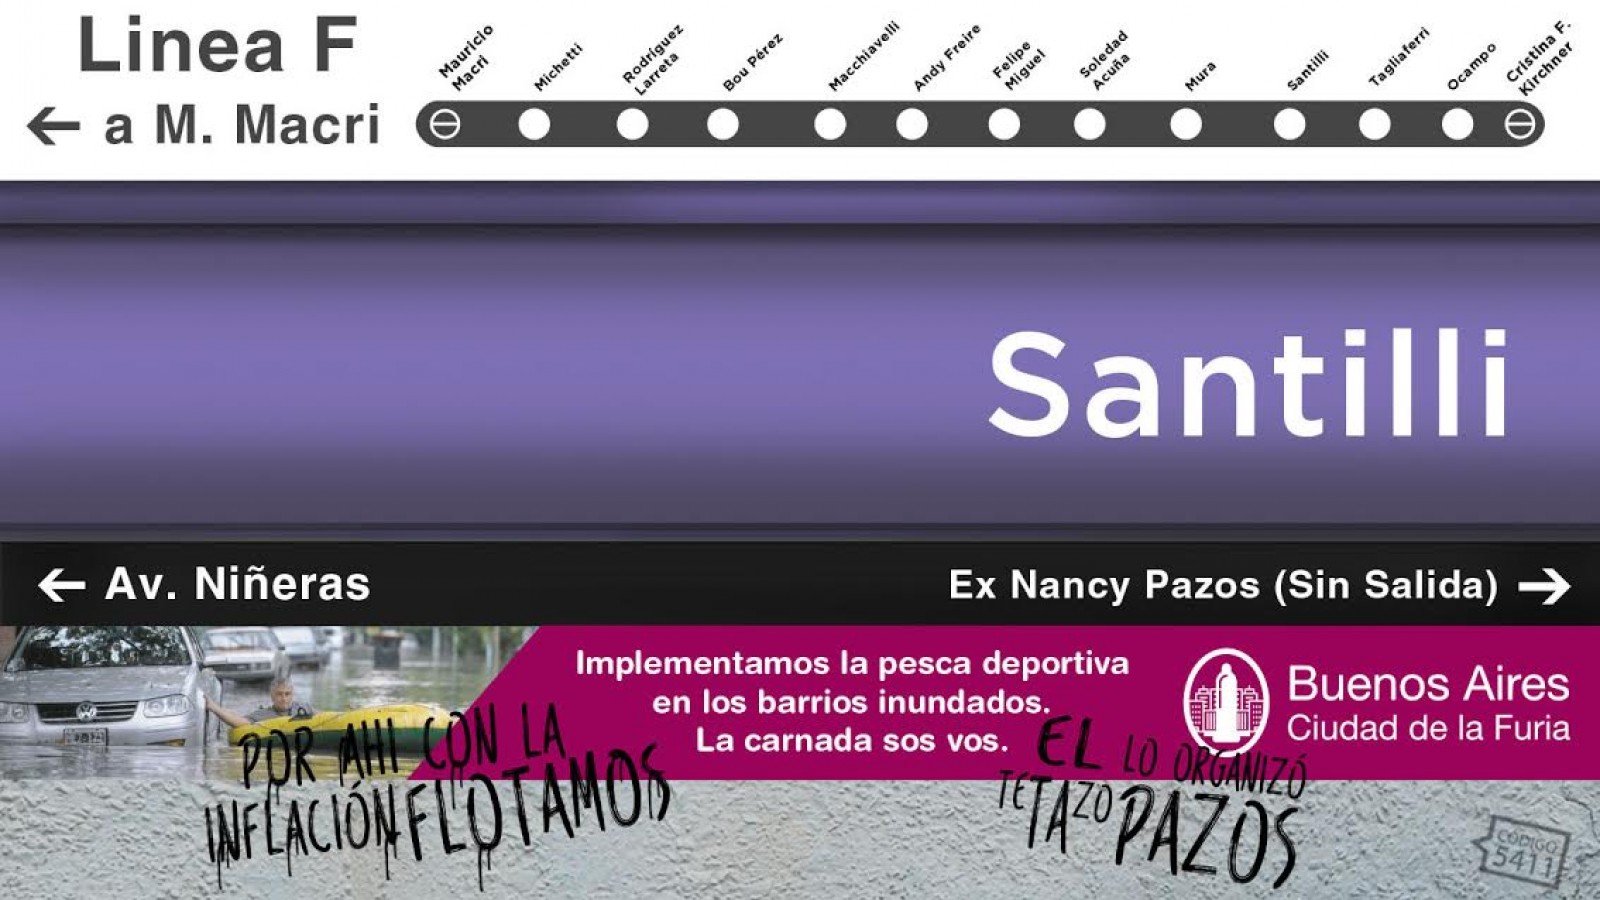 Linea F
← a M. Macri
Mauricio
Macri
Michetti
Rodríguez
Larreta
Bou Pérez
Macchiavelli
Andy Freire
Felipe
Miguel
Soledad
Acuña
Mura
Santilli
Tagliaferri
Ocampo
Cristina F.
Kirchner
Santilli
← Av. Niñeras
Ex Nancy Pazos (Sin Salida) →
Implementamos la pesca deportiva
en los barrios inundados.
La carnada sos vos.
Buenos Aires
Ciudad de la Furia
POR AHI CON LA
INFLACIÓN FLOTAMOS
EL LO ORGANIZÓ
TETAZO PAZOS
CÓDIGO
5411